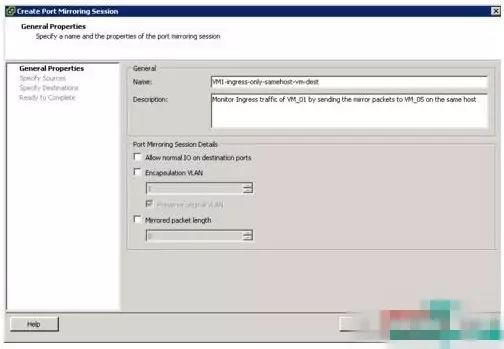 Create Port Mirroring Session
General Properties
Specify a name and the properties of the port mirroring session
General Properties
Specify Sources
Specify Destinations
Ready to Complete
General
Name:
VM1-ingress-only-samehost-vm-dest
Description:
Monitor Ingress traffic of VM_01 by sending the mirror packets to VM_05 on the same host
Port Mirroring Session Details
Allow normal IO on destination ports
Encapsulation VLAN
1
Preserve original VLAN
Mirrored packet length
0
Help